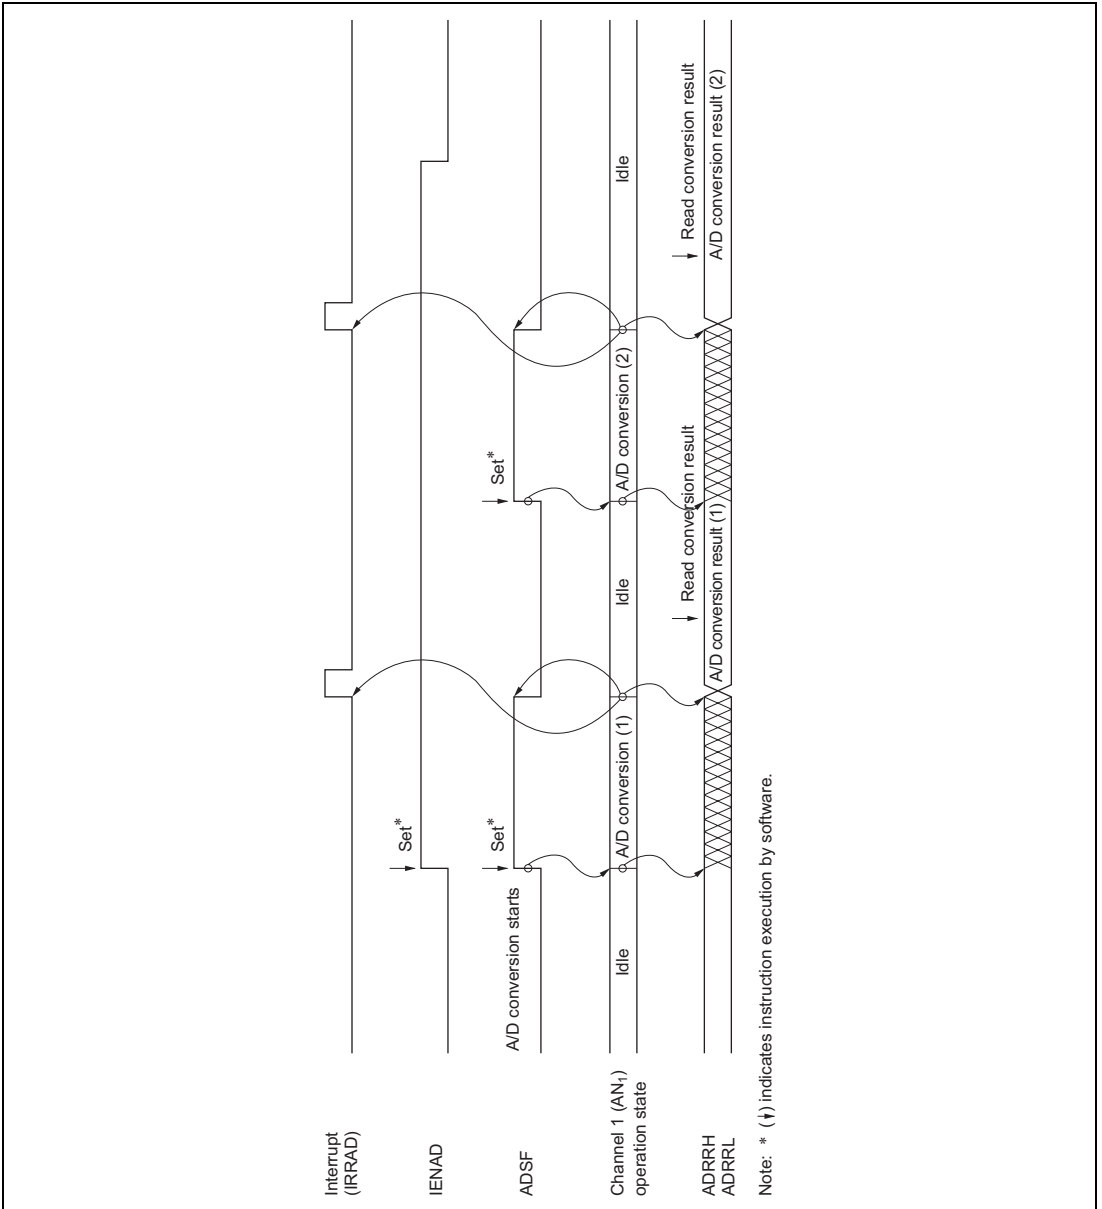 Interrupt
(IRRAD)
IENAD
Set*
ADSF
A/D conversion starts
Set*
Set*
Channel 1 (AN1)
operation state
Idle
A/D conversion (1)
Idle
A/D conversion (2)
Idle
Read conversion result
Read conversion result
ADRRH
ADRRL
A/D conversion result (1)
A/D conversion result (2)
Note: * (↓) indicates instruction execution by software.